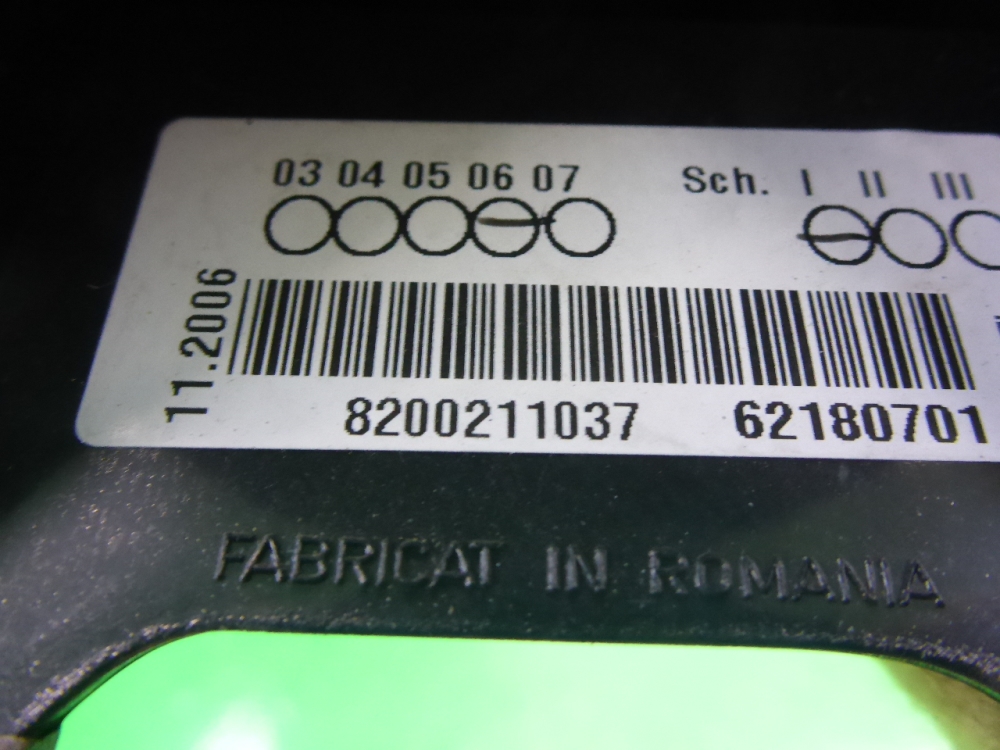 03 04 05 06 07 Sch. I II III
11.2006
8200211037 62180701
FABRICAT IN ROMANIA